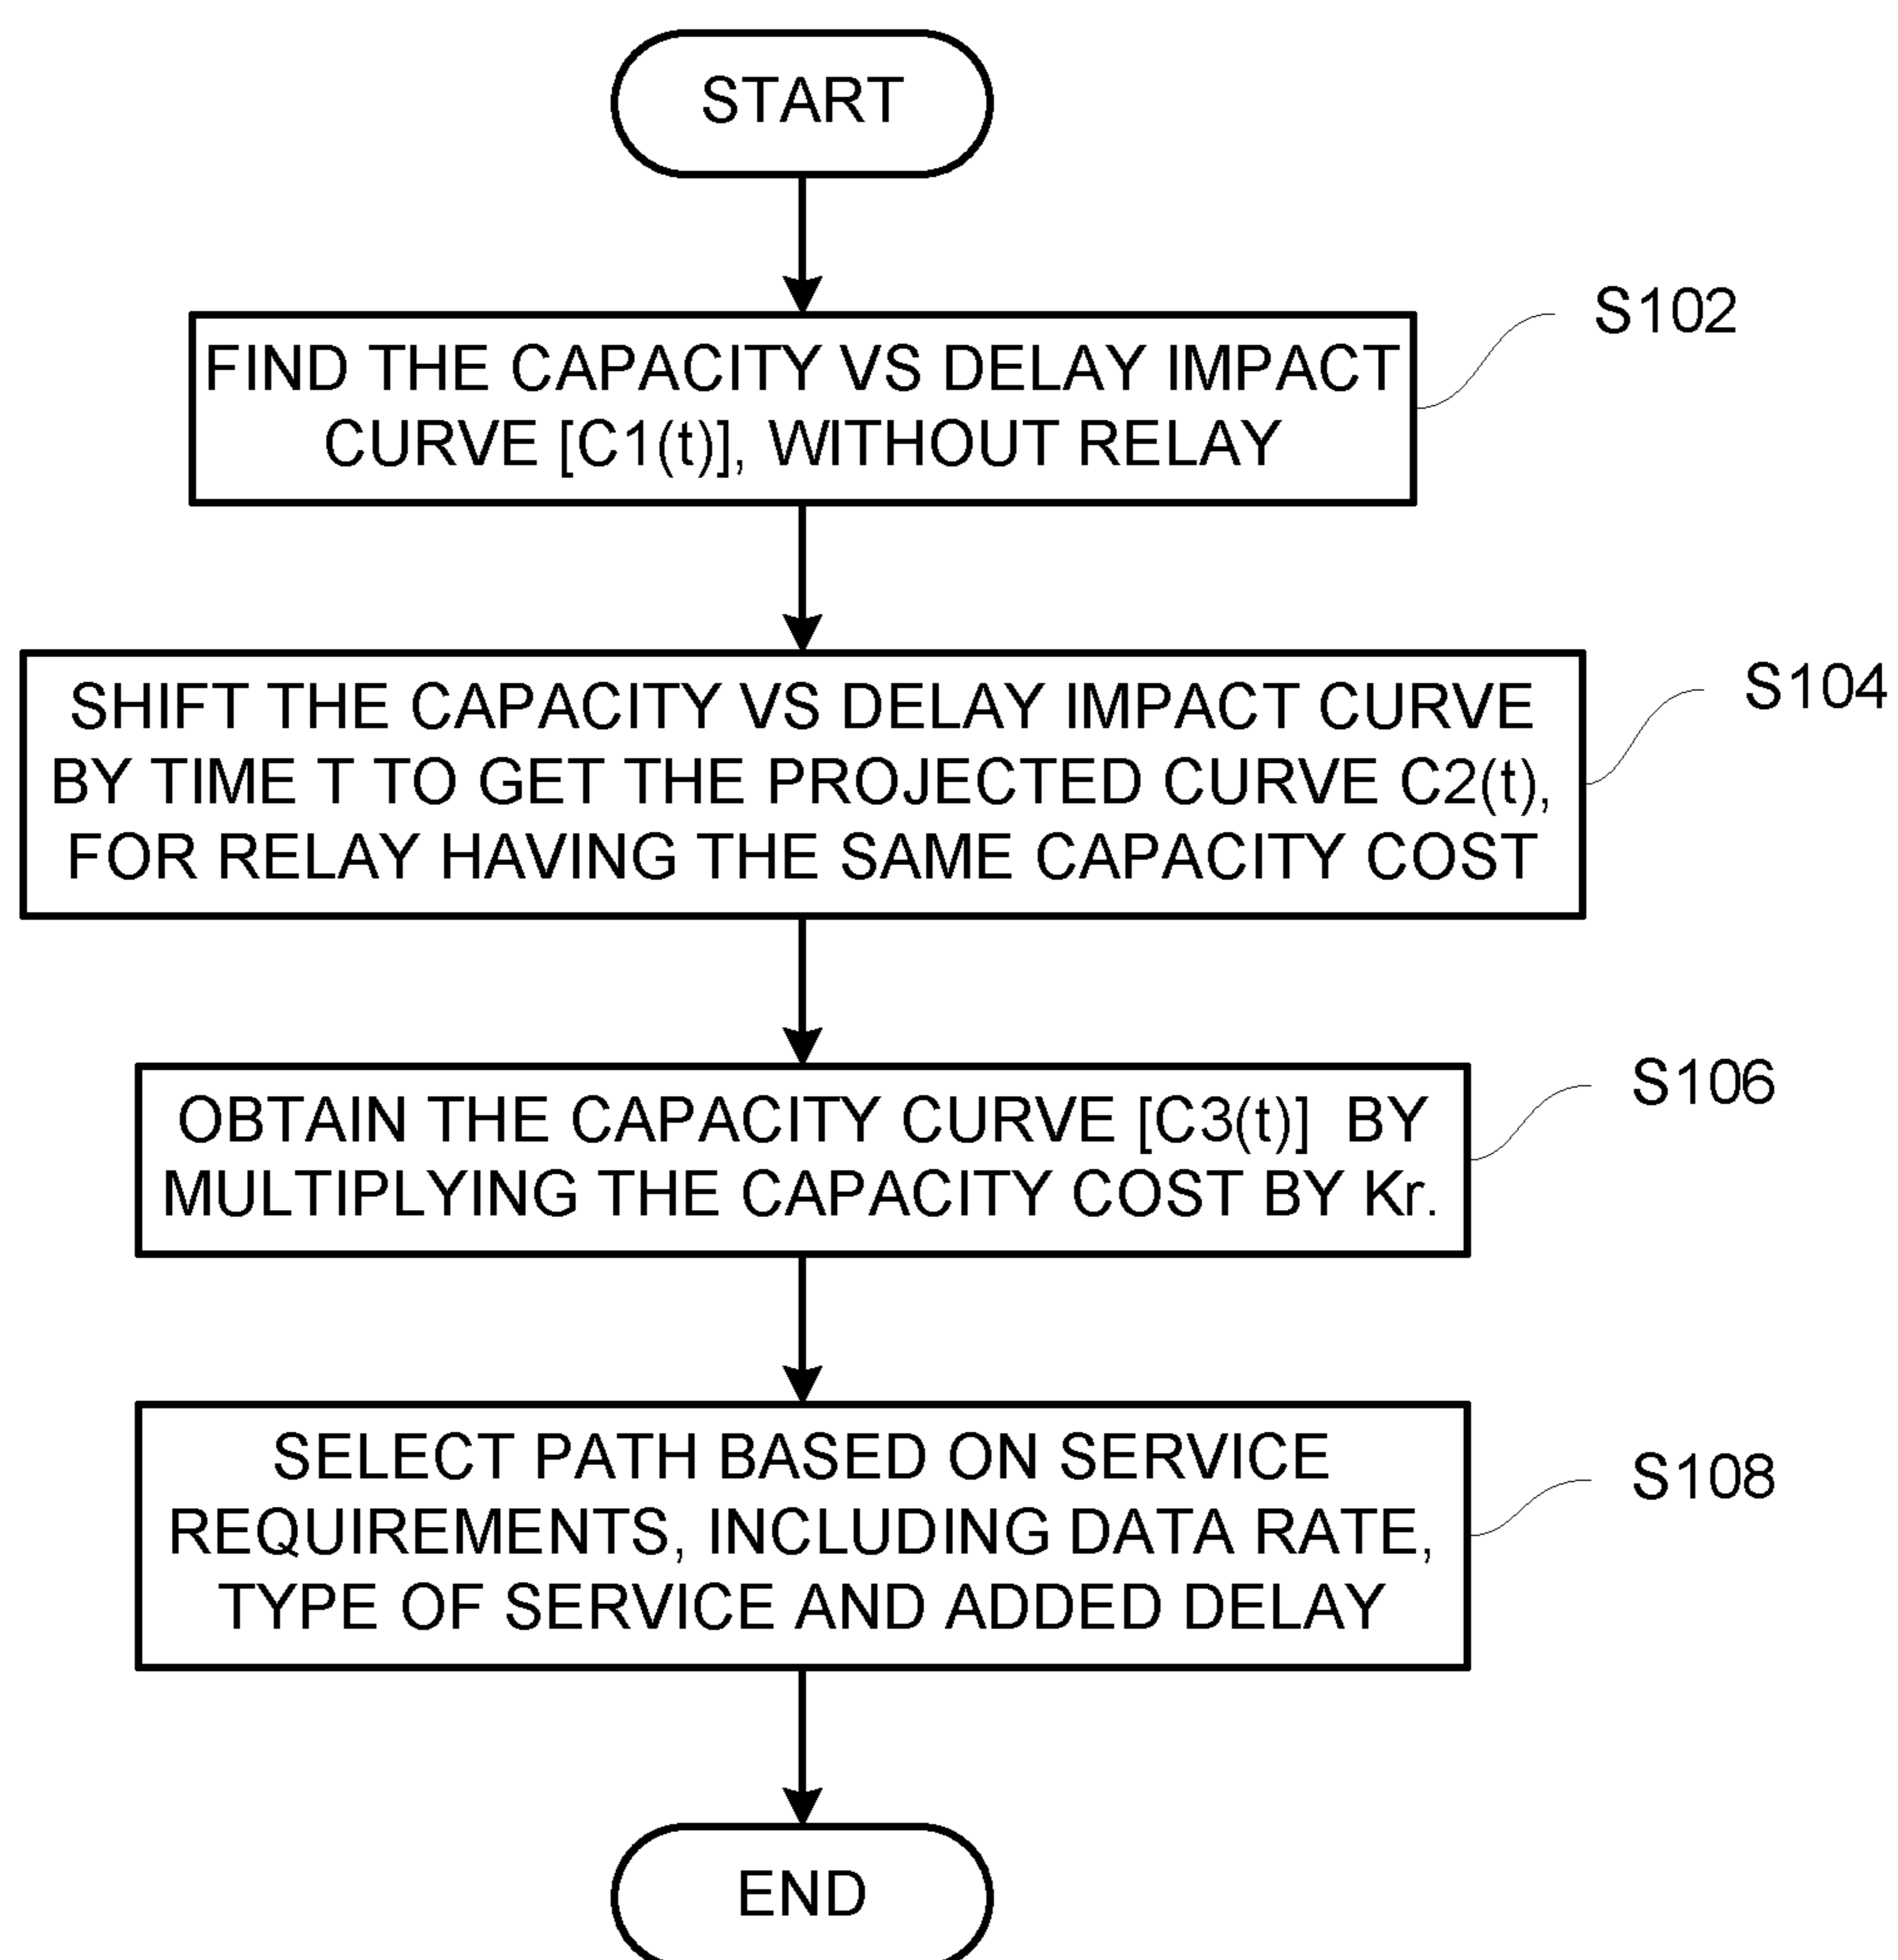 START
S102
FIND THE CAPACITY VS DELAY IMPACT
CURVE [C1(t)], WITHOUT RELAY
S104
SHIFT THE CAPACITY VS DELAY IMPACT CURVE
BY TIME T TO GET THE PROJECTED CURVE C2(t),
FOR RELAY HAVING THE SAME CAPACITY COST
S106
OBTAIN THE CAPACITY CURVE [C3(t)] BY
MULTIPLYING THE CAPACITY COST BY Kr.
S108
SELECT PATH BASED ON SERVICE
REQUIREMENTS, INCLUDING DATA RATE,
TYPE OF SERVICE AND ADDED DELAY
END